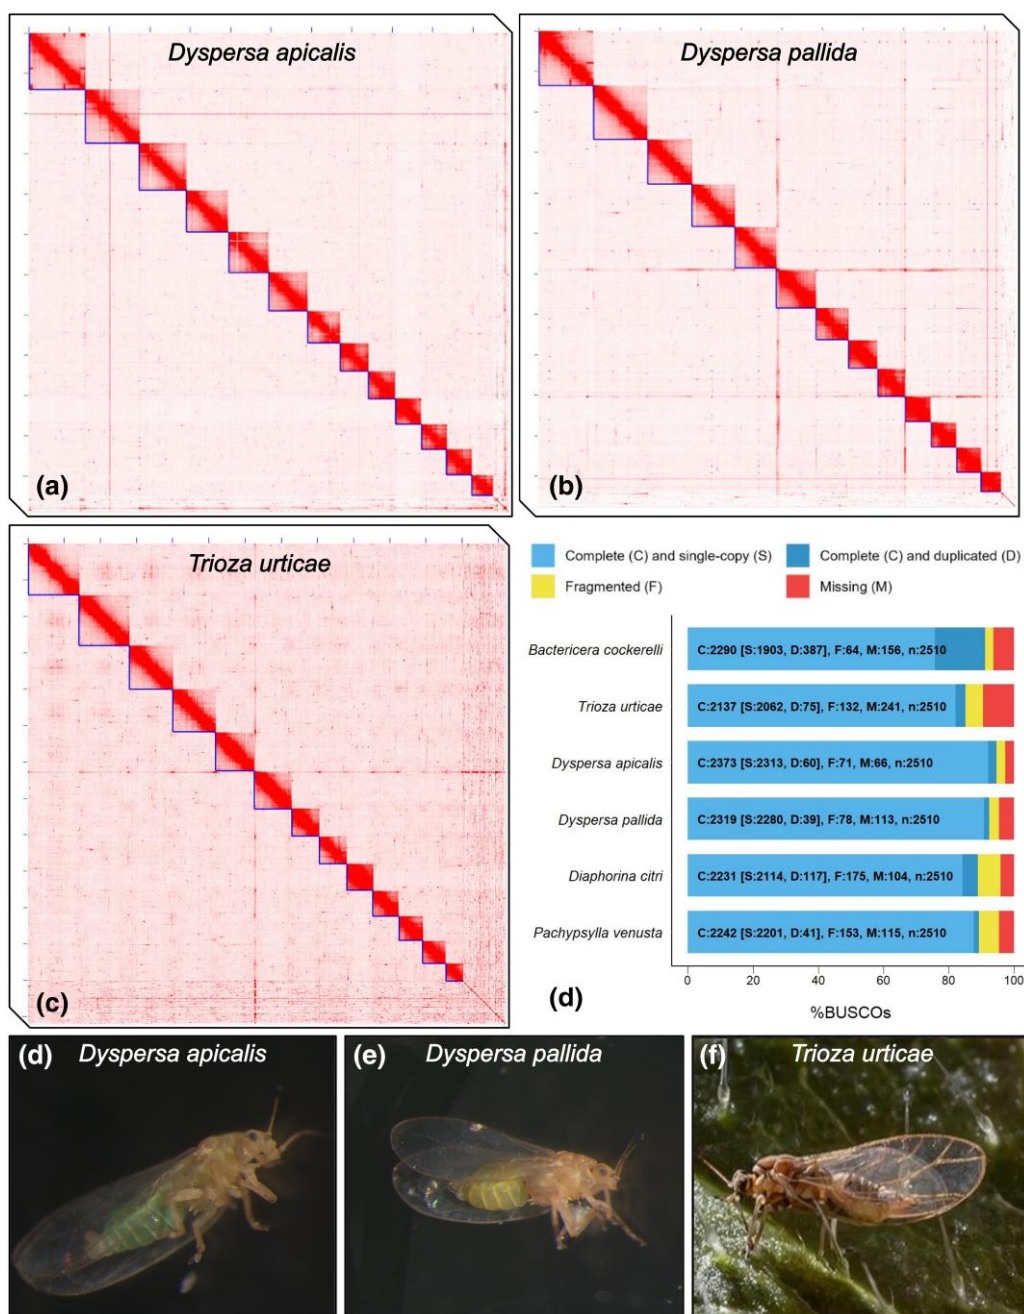 Dyspersa apicalis
(a)
Dyspersa pallida
(b)
Trioza urticae
(c)
Complete (C) and single-copy (S)
Complete (C) and duplicated (D)
Fragmented (F)
Missing (M)
Bactericera cockerelli
C:2290 [S:1903, D:387], F:64, M:156, n:2510
Trioza urticae
C:2137 [S:2062, D:75], F:132, M:241, n:2510
Dyspersa apicalis
C:2373 [S:2313, D:60], F:71, M:66, n:2510
Dyspersa pallida
C:2319 [S:2280, D:39], F:78, M:113, n:2510
Diaphorina citri
C:2231 [S:2114, D:117], F:175, M:104, n:2510
Pachypsylla venusta
C:2242 [S:2201, D:41], F:153, M:115, n:2510
(d)
0 20 40 60 80 100
%BUSCOs
(d) Dyspersa apicalis
(e) Dyspersa pallida
(f) Trioza urticae